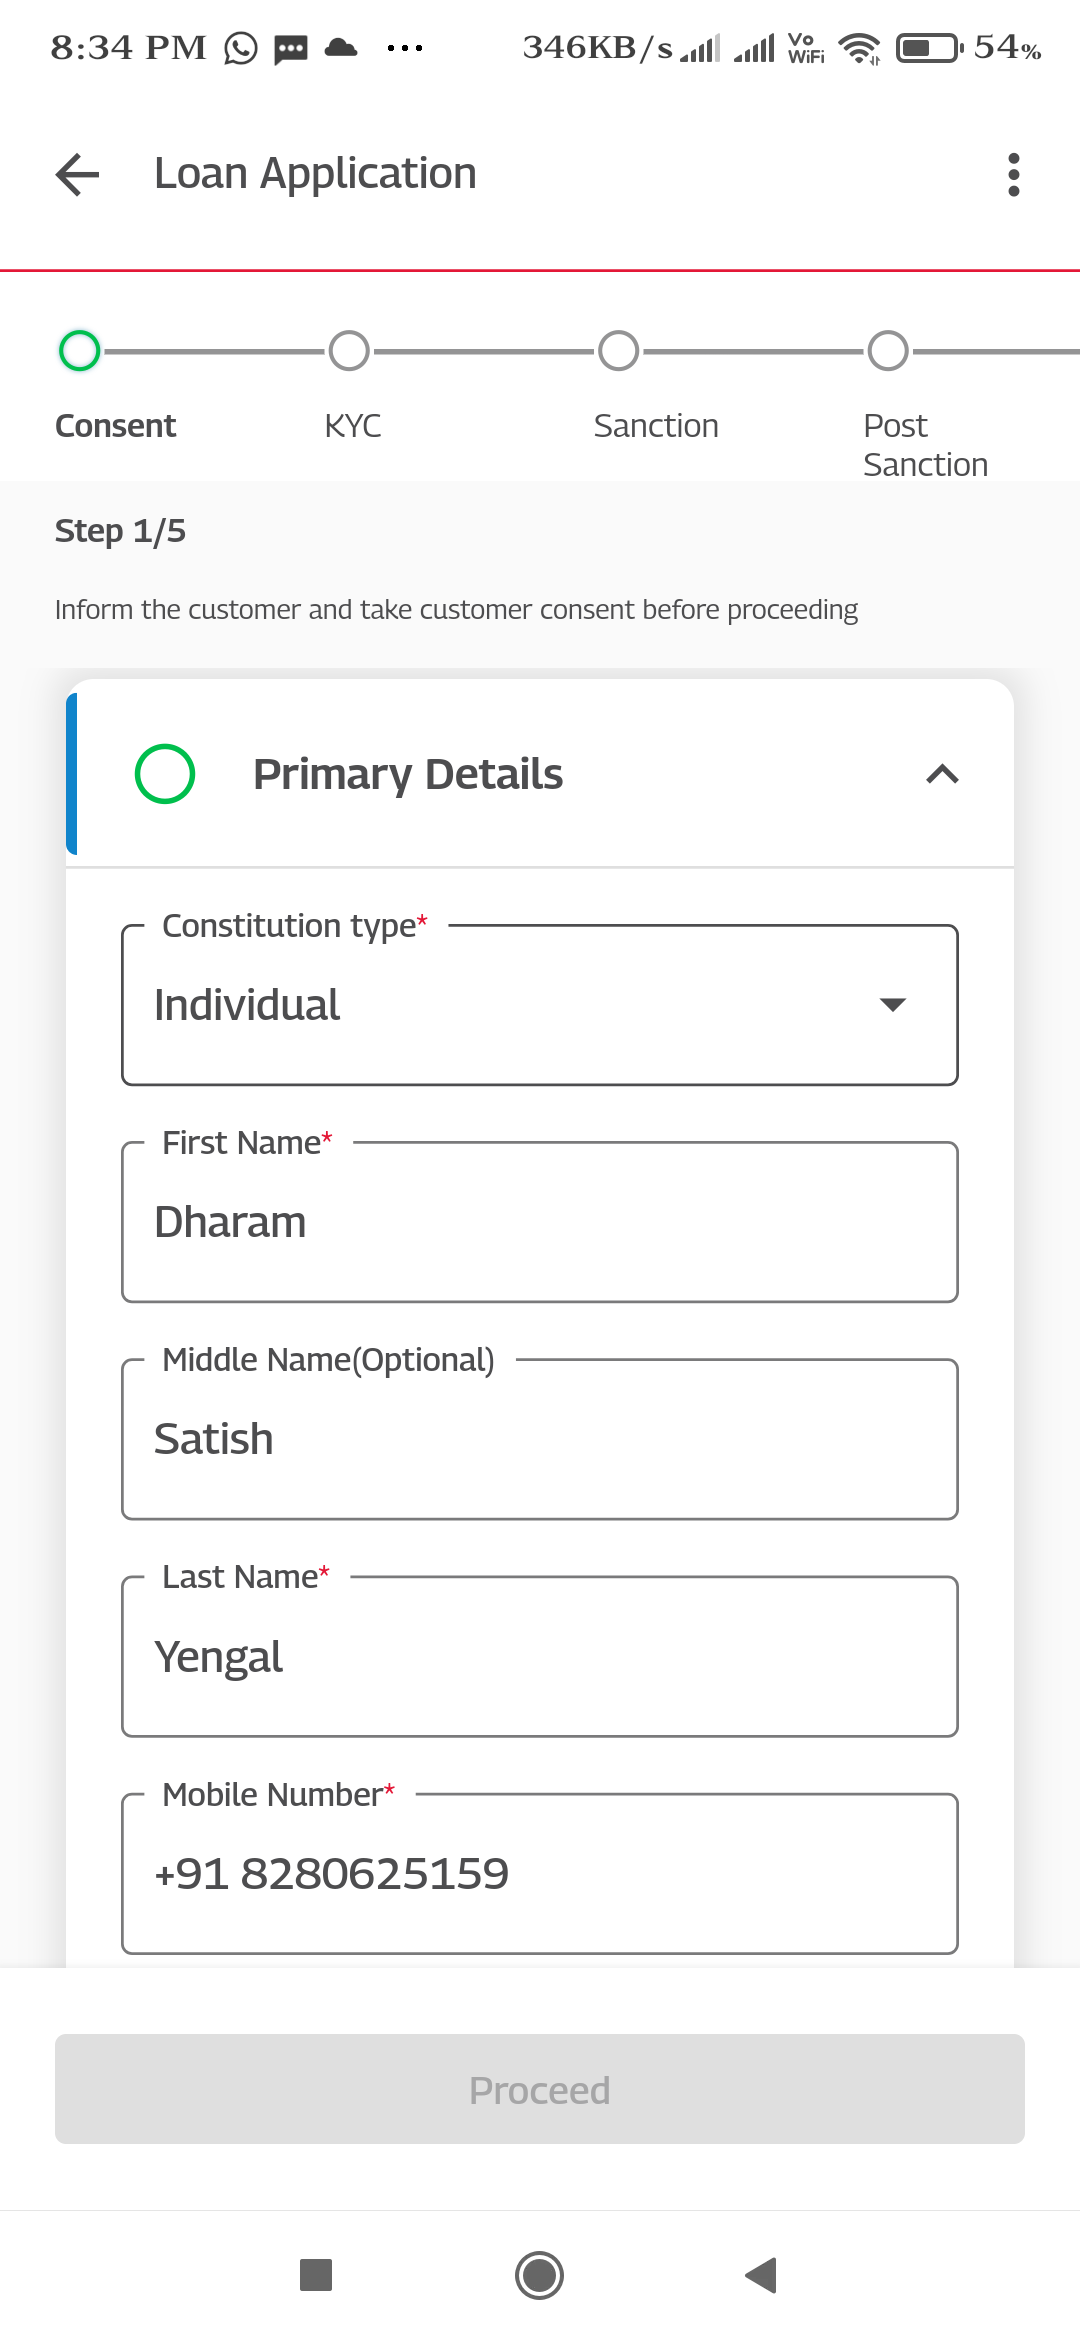 8:34 PM ... 346KB/s Vo WiFi 54%
Loan Application
Consent KYC Sanction Post Sanction
Step 1/5
Inform the customer and take customer consent before proceeding
Primary Details
Constitution type*
Individual
First Name*
Dharam
Middle Name(Optional)
Satish
Last Name*
Yengal
Mobile Number*
+91 8280625159
Proceed